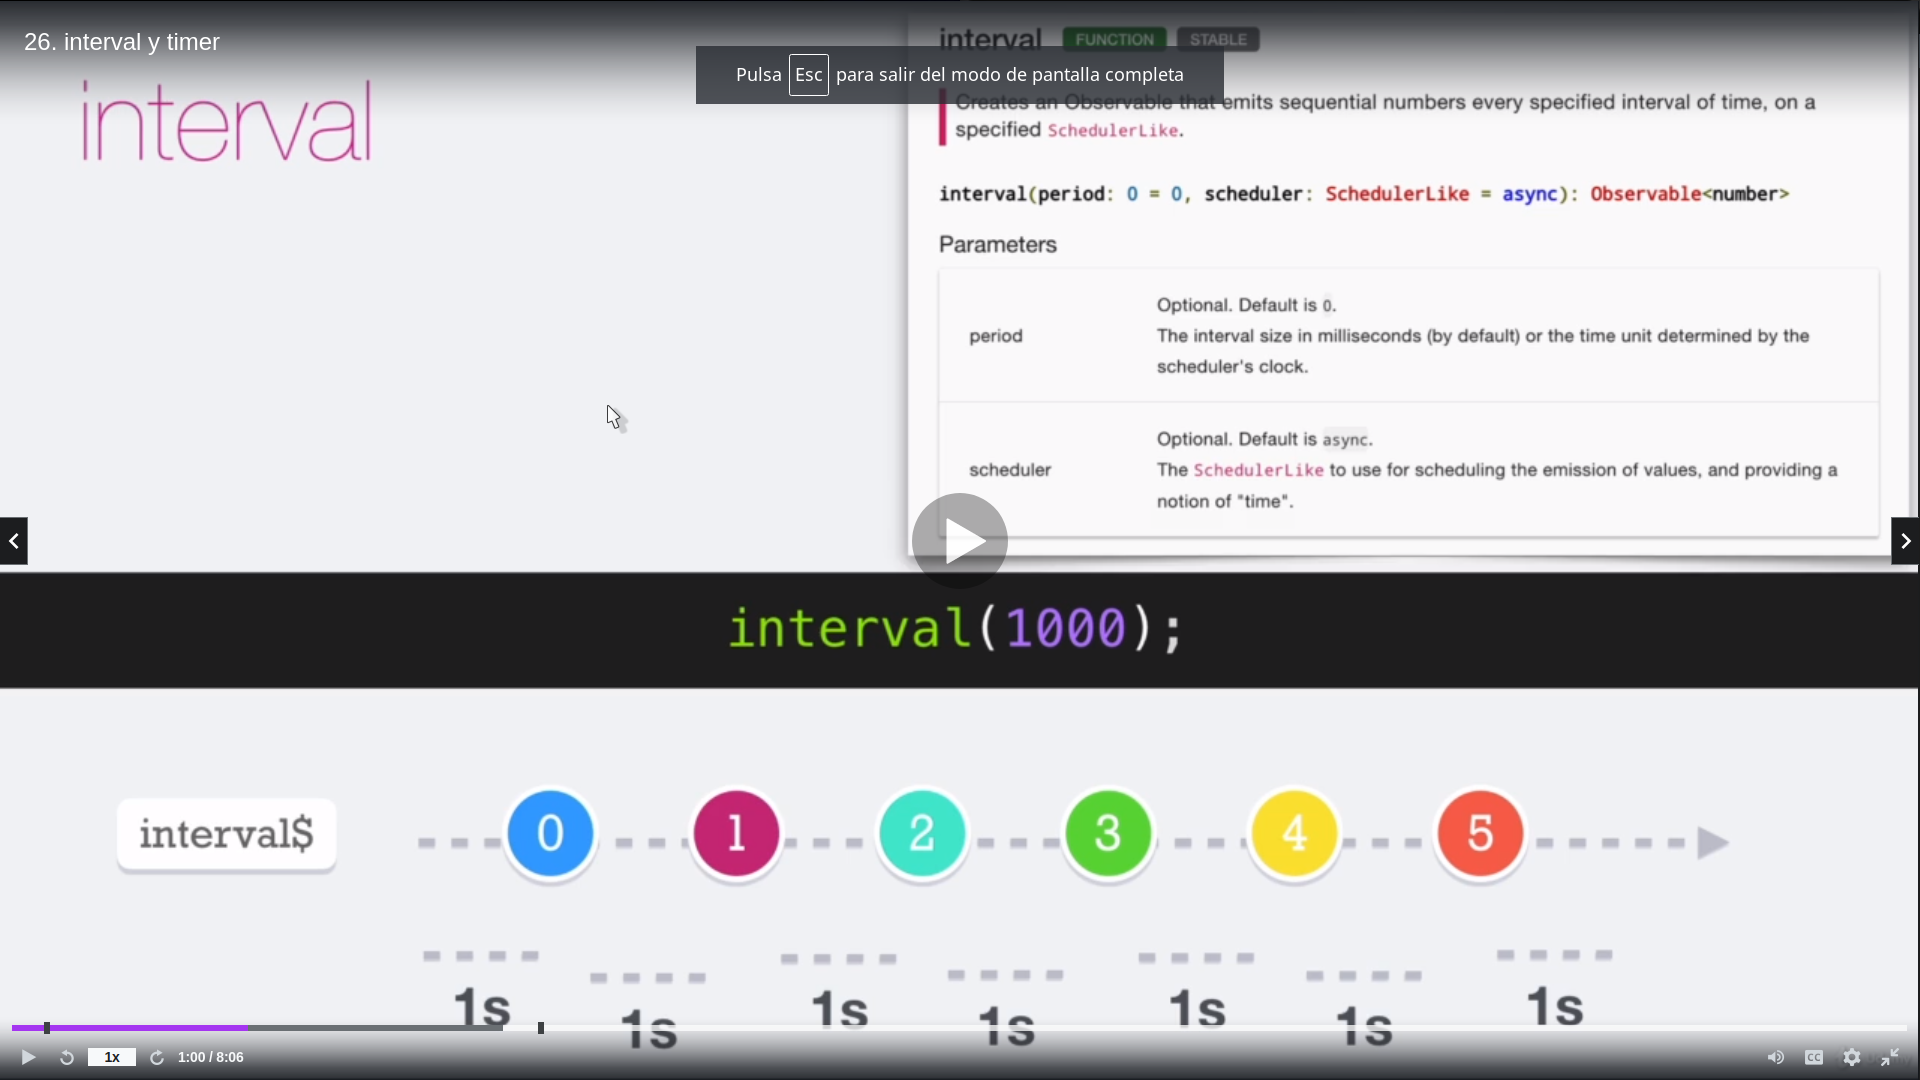 26. interval y timer
interval FUNCTION STABLE
Pulsa Esc para salir del modo de pantalla completa
interval
Creates an Observable that emits sequential numbers every specified interval of time, on a
specified SchedulerLike.
interval(period: 0 = 0, scheduler: SchedulerLike = async): Observable<number>
Parameters
Optional. Default is 0.
period
The interval size in milliseconds (by default) or the time unit determined by the
scheduler's clock.
Optional. Default is async.
scheduler
The SchedulerLike to use for scheduling the emission of values, and providing a
notion of "time".
interval(1000);
interval$ 0 1 2 3 4 5
1s 1s 1s 1s 1s 1s 1s
1x 1:00 / 8:06 CC